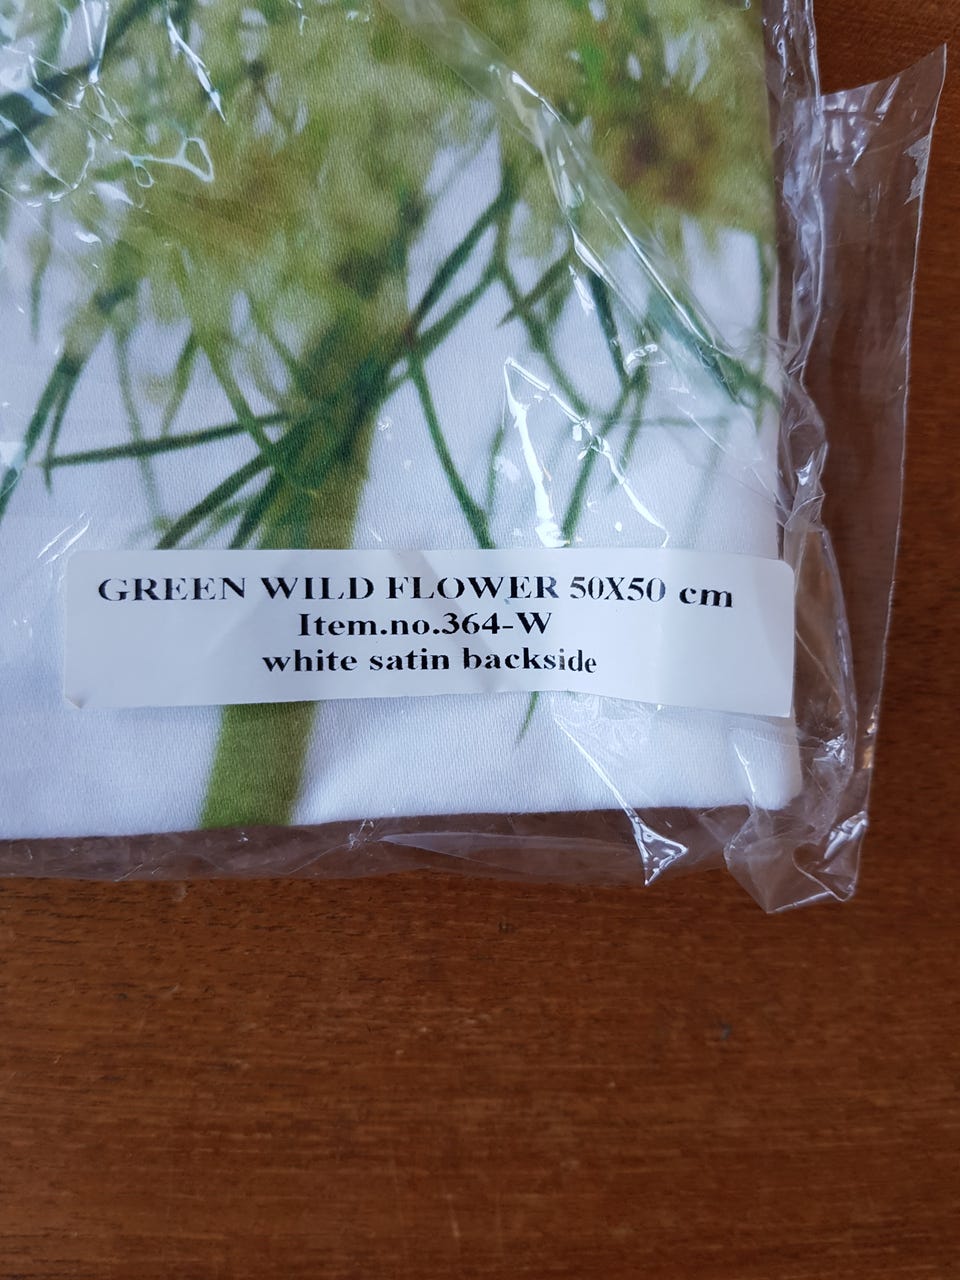 GREEN WILD FLOWER 50X50 cm
Item.no.364-W
white satin backside